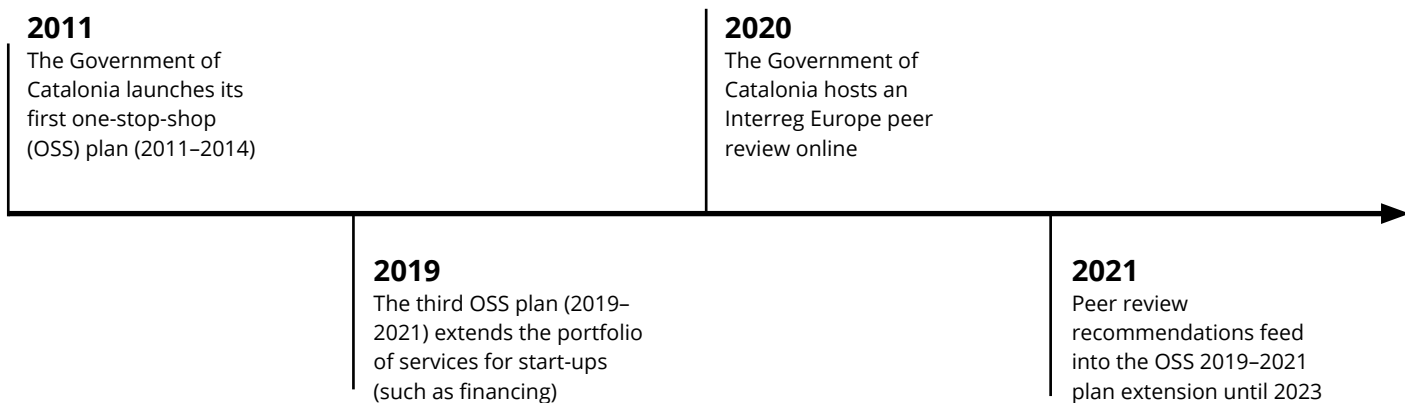 2011
The Government of
Catalonia launches its
first one-stop-shop
(OSS) plan (2011–2014)
2019
The third OSS plan (2019–
2021) extends the portfolio
of services for start-ups
(such as financing)
2020
The Government of
Catalonia hosts an
Interreg Europe peer
review online
2021
Peer review
recommendations feed
into the OSS 2019–2021
plan extension until 2023